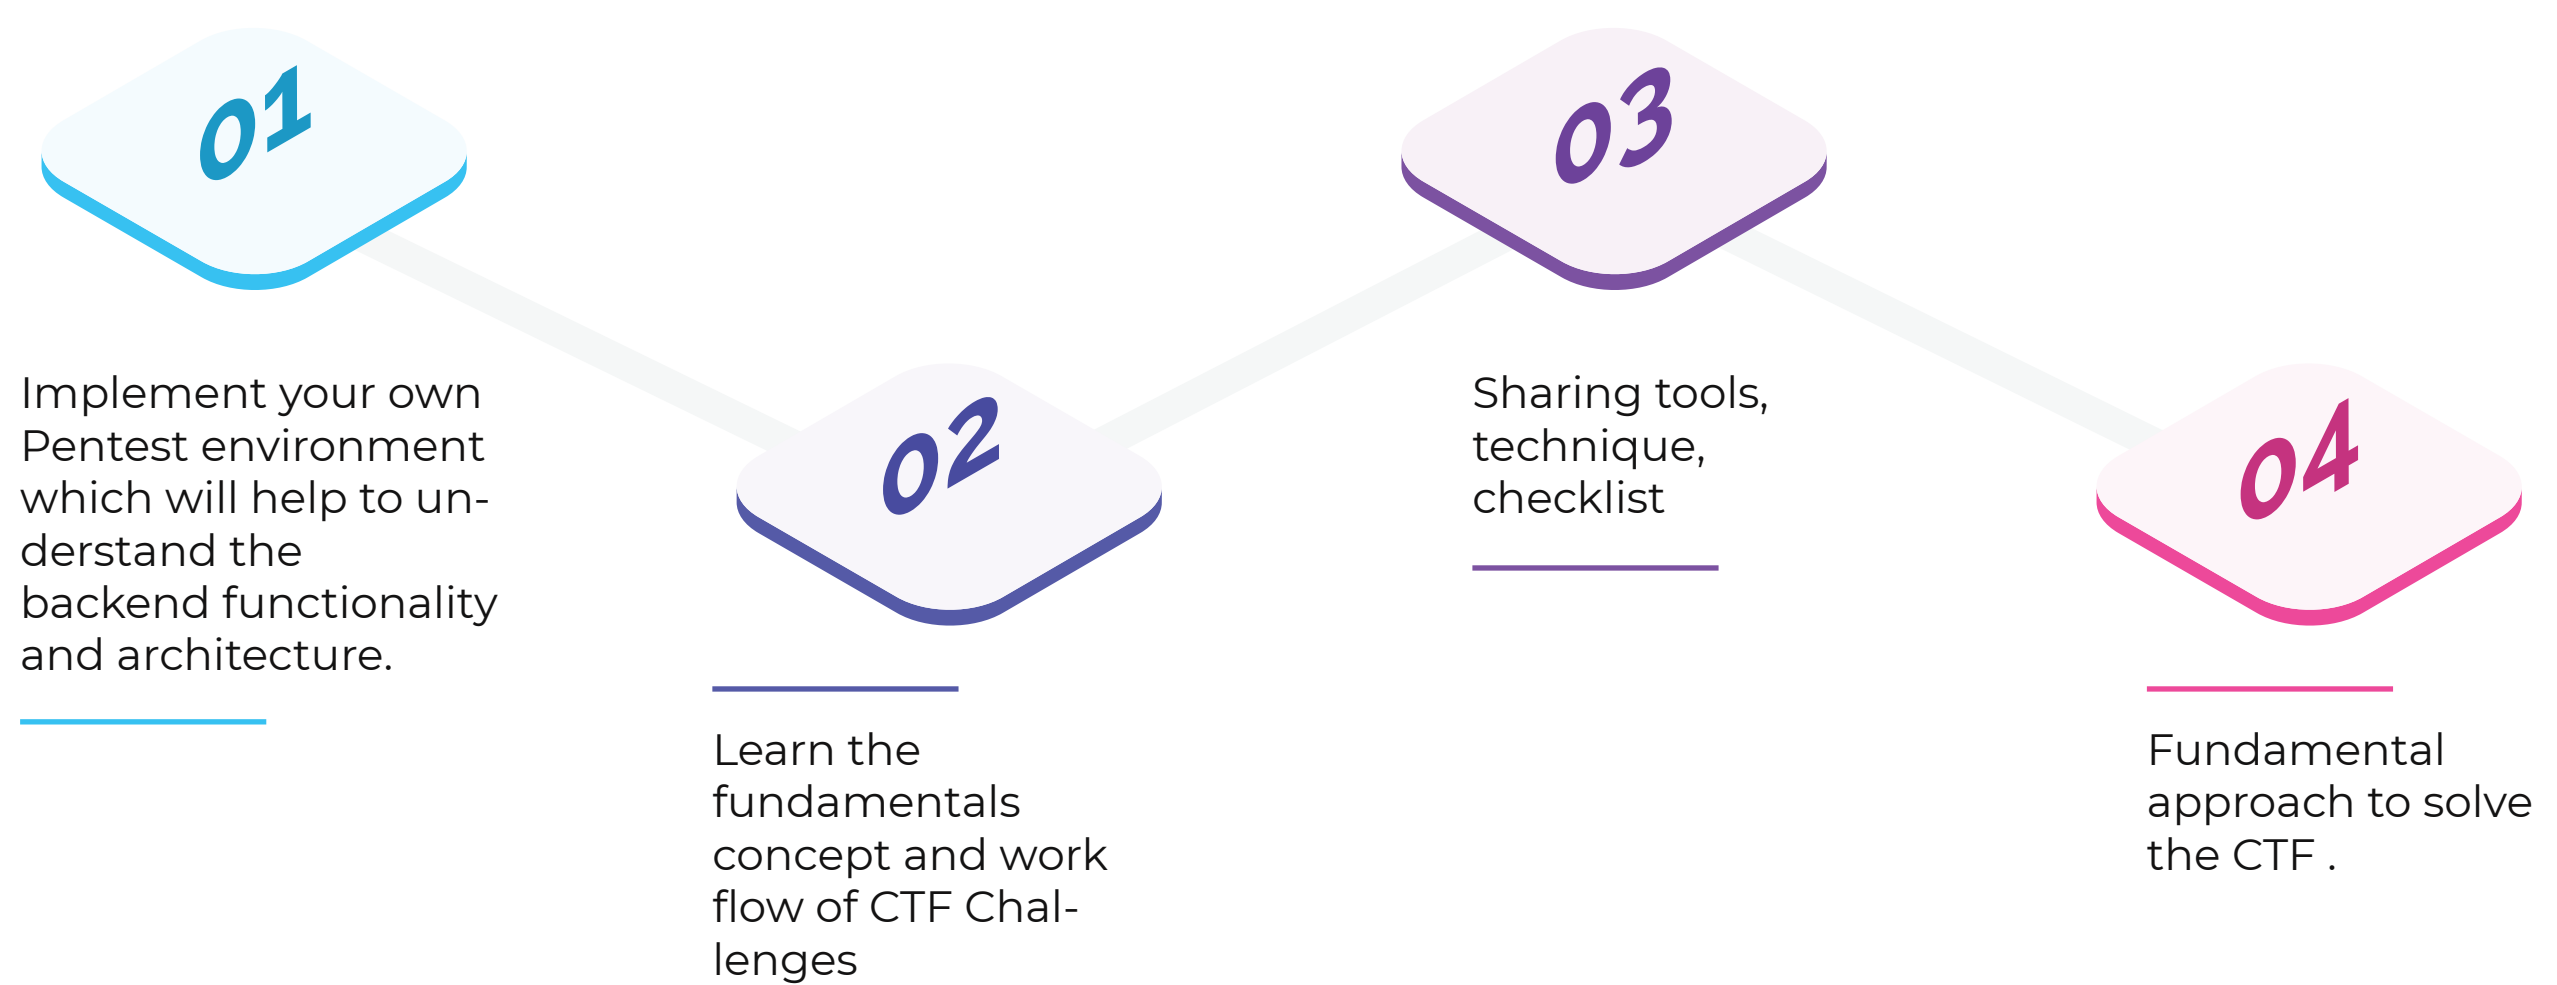 01
Implement your own
Pentest environment
which will help to un-
derstand the
backend functionality
and architecture.
02
Learn the
fundamentals
concept and work
flow of CTF Chal-
lenges
03
Sharing tools,
technique,
checklist
04
Fundamental
approach to solve
the CTF .